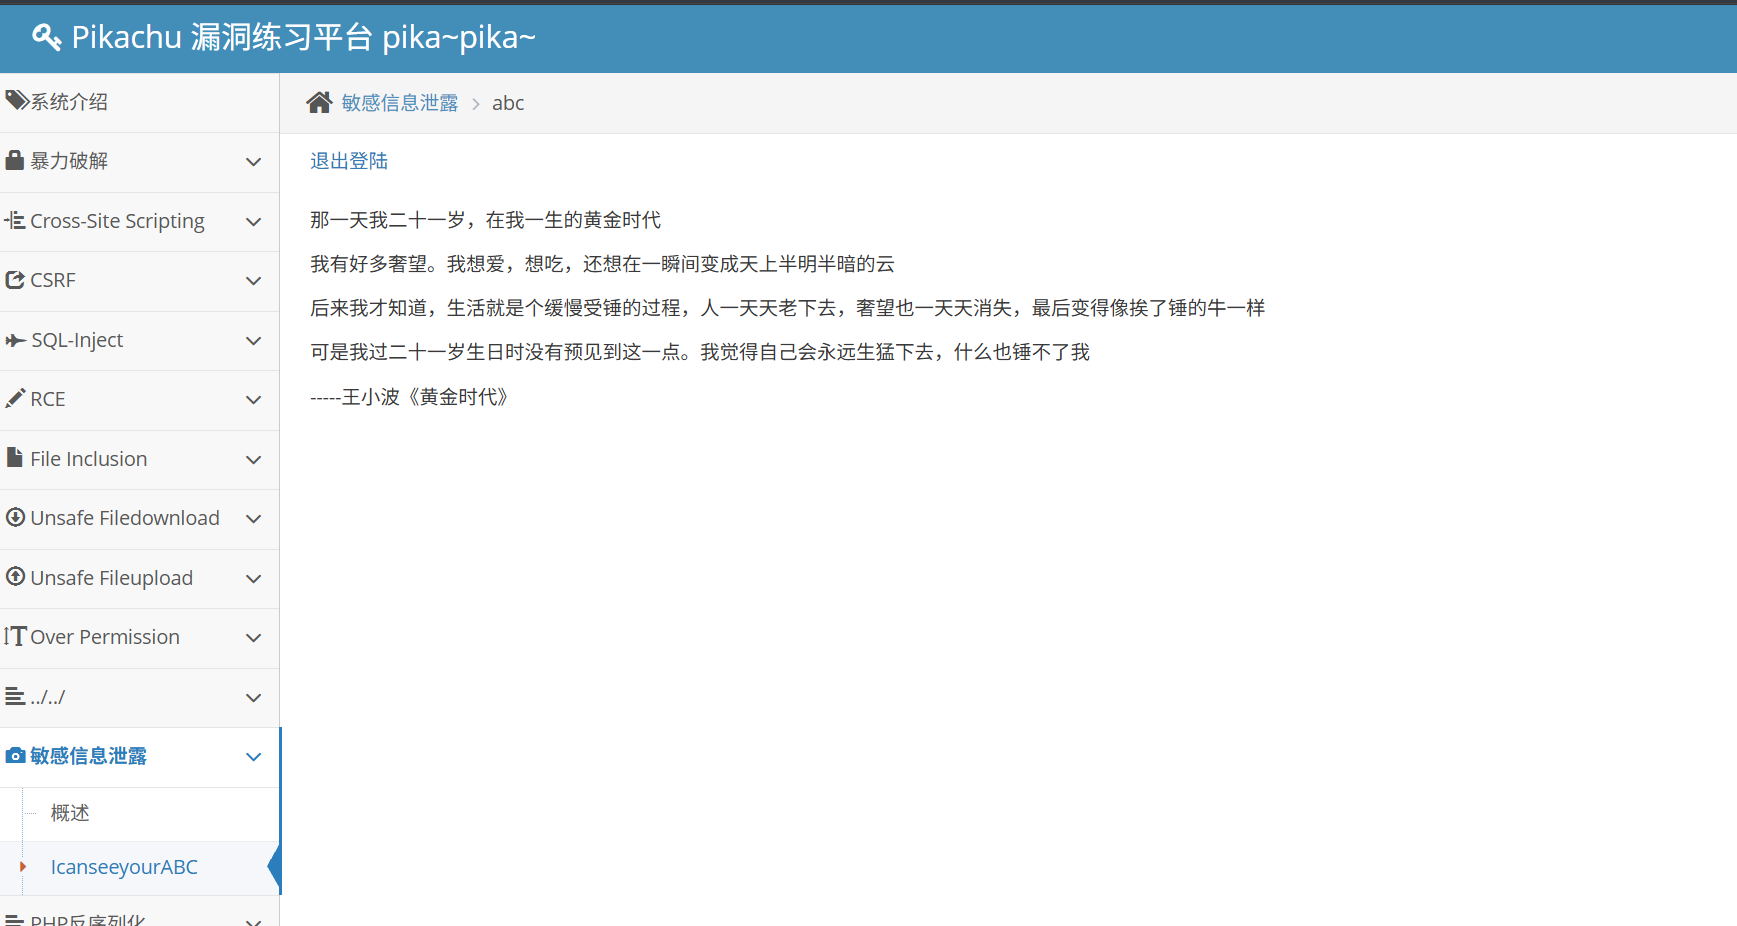 Pikachu 漏洞练习平台 pika~pika~
系统介绍
暴力破解
Cross-Site Scripting
CSRF
SQL-Inject
RCE
File Inclusion
Unsafe Filedownload
Unsafe Fileupload
Over Permission
../../
敏感信息泄露
概述
IcanseeyourABC
PHP反序列化
敏感信息泄露 > abc
退出登陆
那一天我二十一岁，在我一生的黄金时代
我有好多奢望。我想爱，想吃，还想在一瞬间变成天上半明半暗的云
后来我才知道，生活就是个缓慢受锤的过程，人一天天老下去，奢望也一天天消失，最后变得像挨了锤的牛一样
可是我过二十一岁生日时没有预见到这一点。我觉得自己会永远生猛下去，什么也锤不了我
-----王小波《黄金时代》